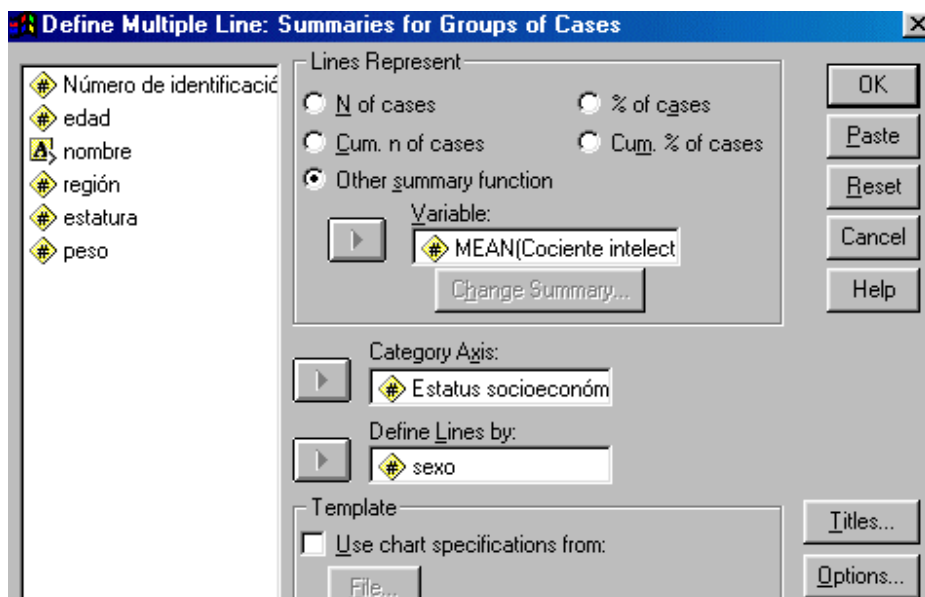 Define Multiple Line: Summaries for Groups of Cases
Número de identificació
edad
nombre
región
estatura
peso
Lines Represent
N of cases
% of cases
Cum. n of cases
Cum. % of cases
Other summary function
Variable:
MEAN(Cociente intelect
Change Summary...
Category Axis:
Estatus socioeconóm
Define Lines by:
sexo
Template
Use chart specifications from:
File...
OK
Paste
Reset
Cancel
Help
Titles...
Options...